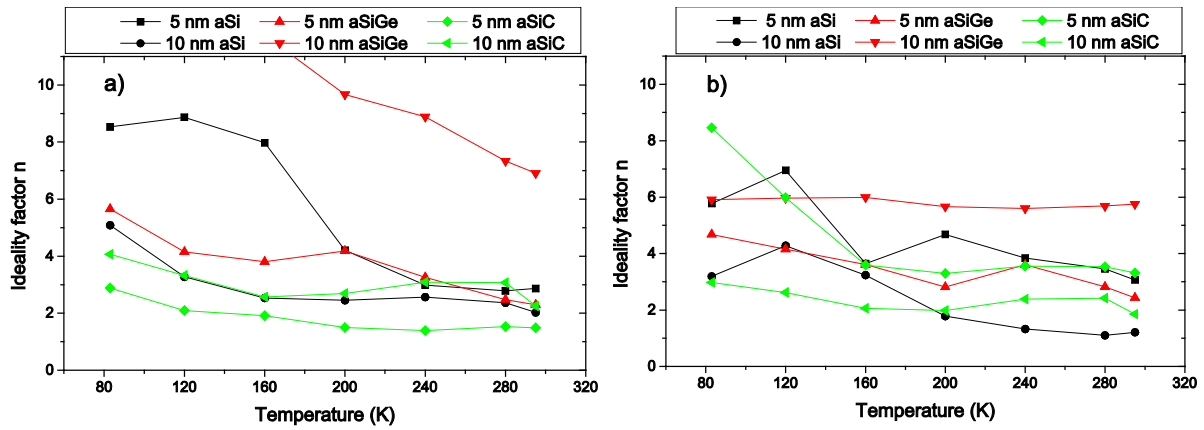 5 nm aSi 5 nm aSiGe 5 nm aSiC
10 nm aSi 10 nm aSiGe 10 nm aSiC
a)
10
8
6
4
2
0
Ideality factor n
80 120 160 200 240 280 320
Temperature (K)
5 nm aSi 5 nm aSiGe 5 nm aSiC
10 nm aSi 10 nm aSiGe 10 nm aSiC
b)
10
8
6
4
2
0
Ideality factor n
80 120 160 200 240 280 320
Temperature (K)